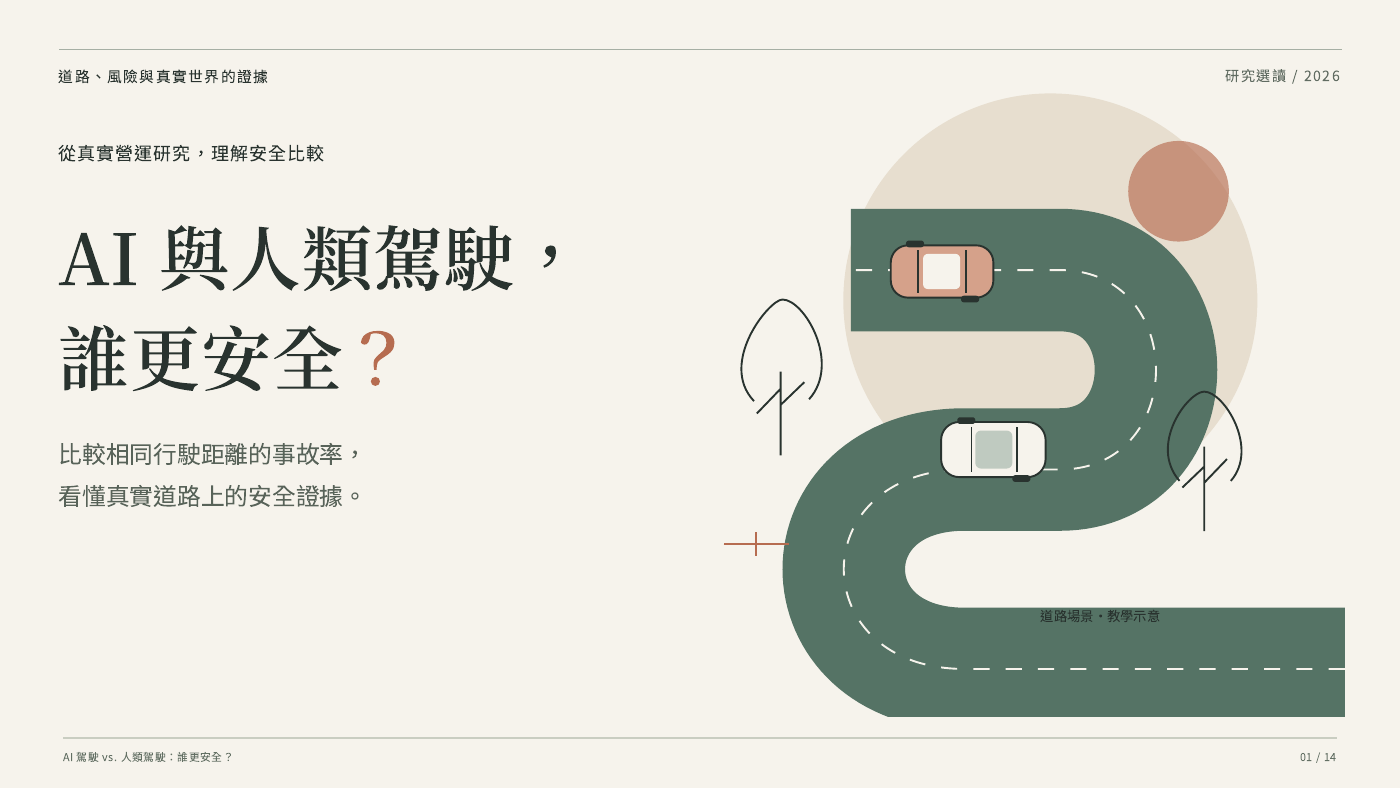 道路、風險與真實世界的證據
研究選讀 / 2026
從真實營運研究，理解安全比較
AI 與人類駕駛，
誰更安全？
比較相同行駛距離的事故率，
看懂真實道路上的安全證據。
道路場景・教學示意
AI 駕駛 vs. 人類駕駛：誰更安全？
01 / 14